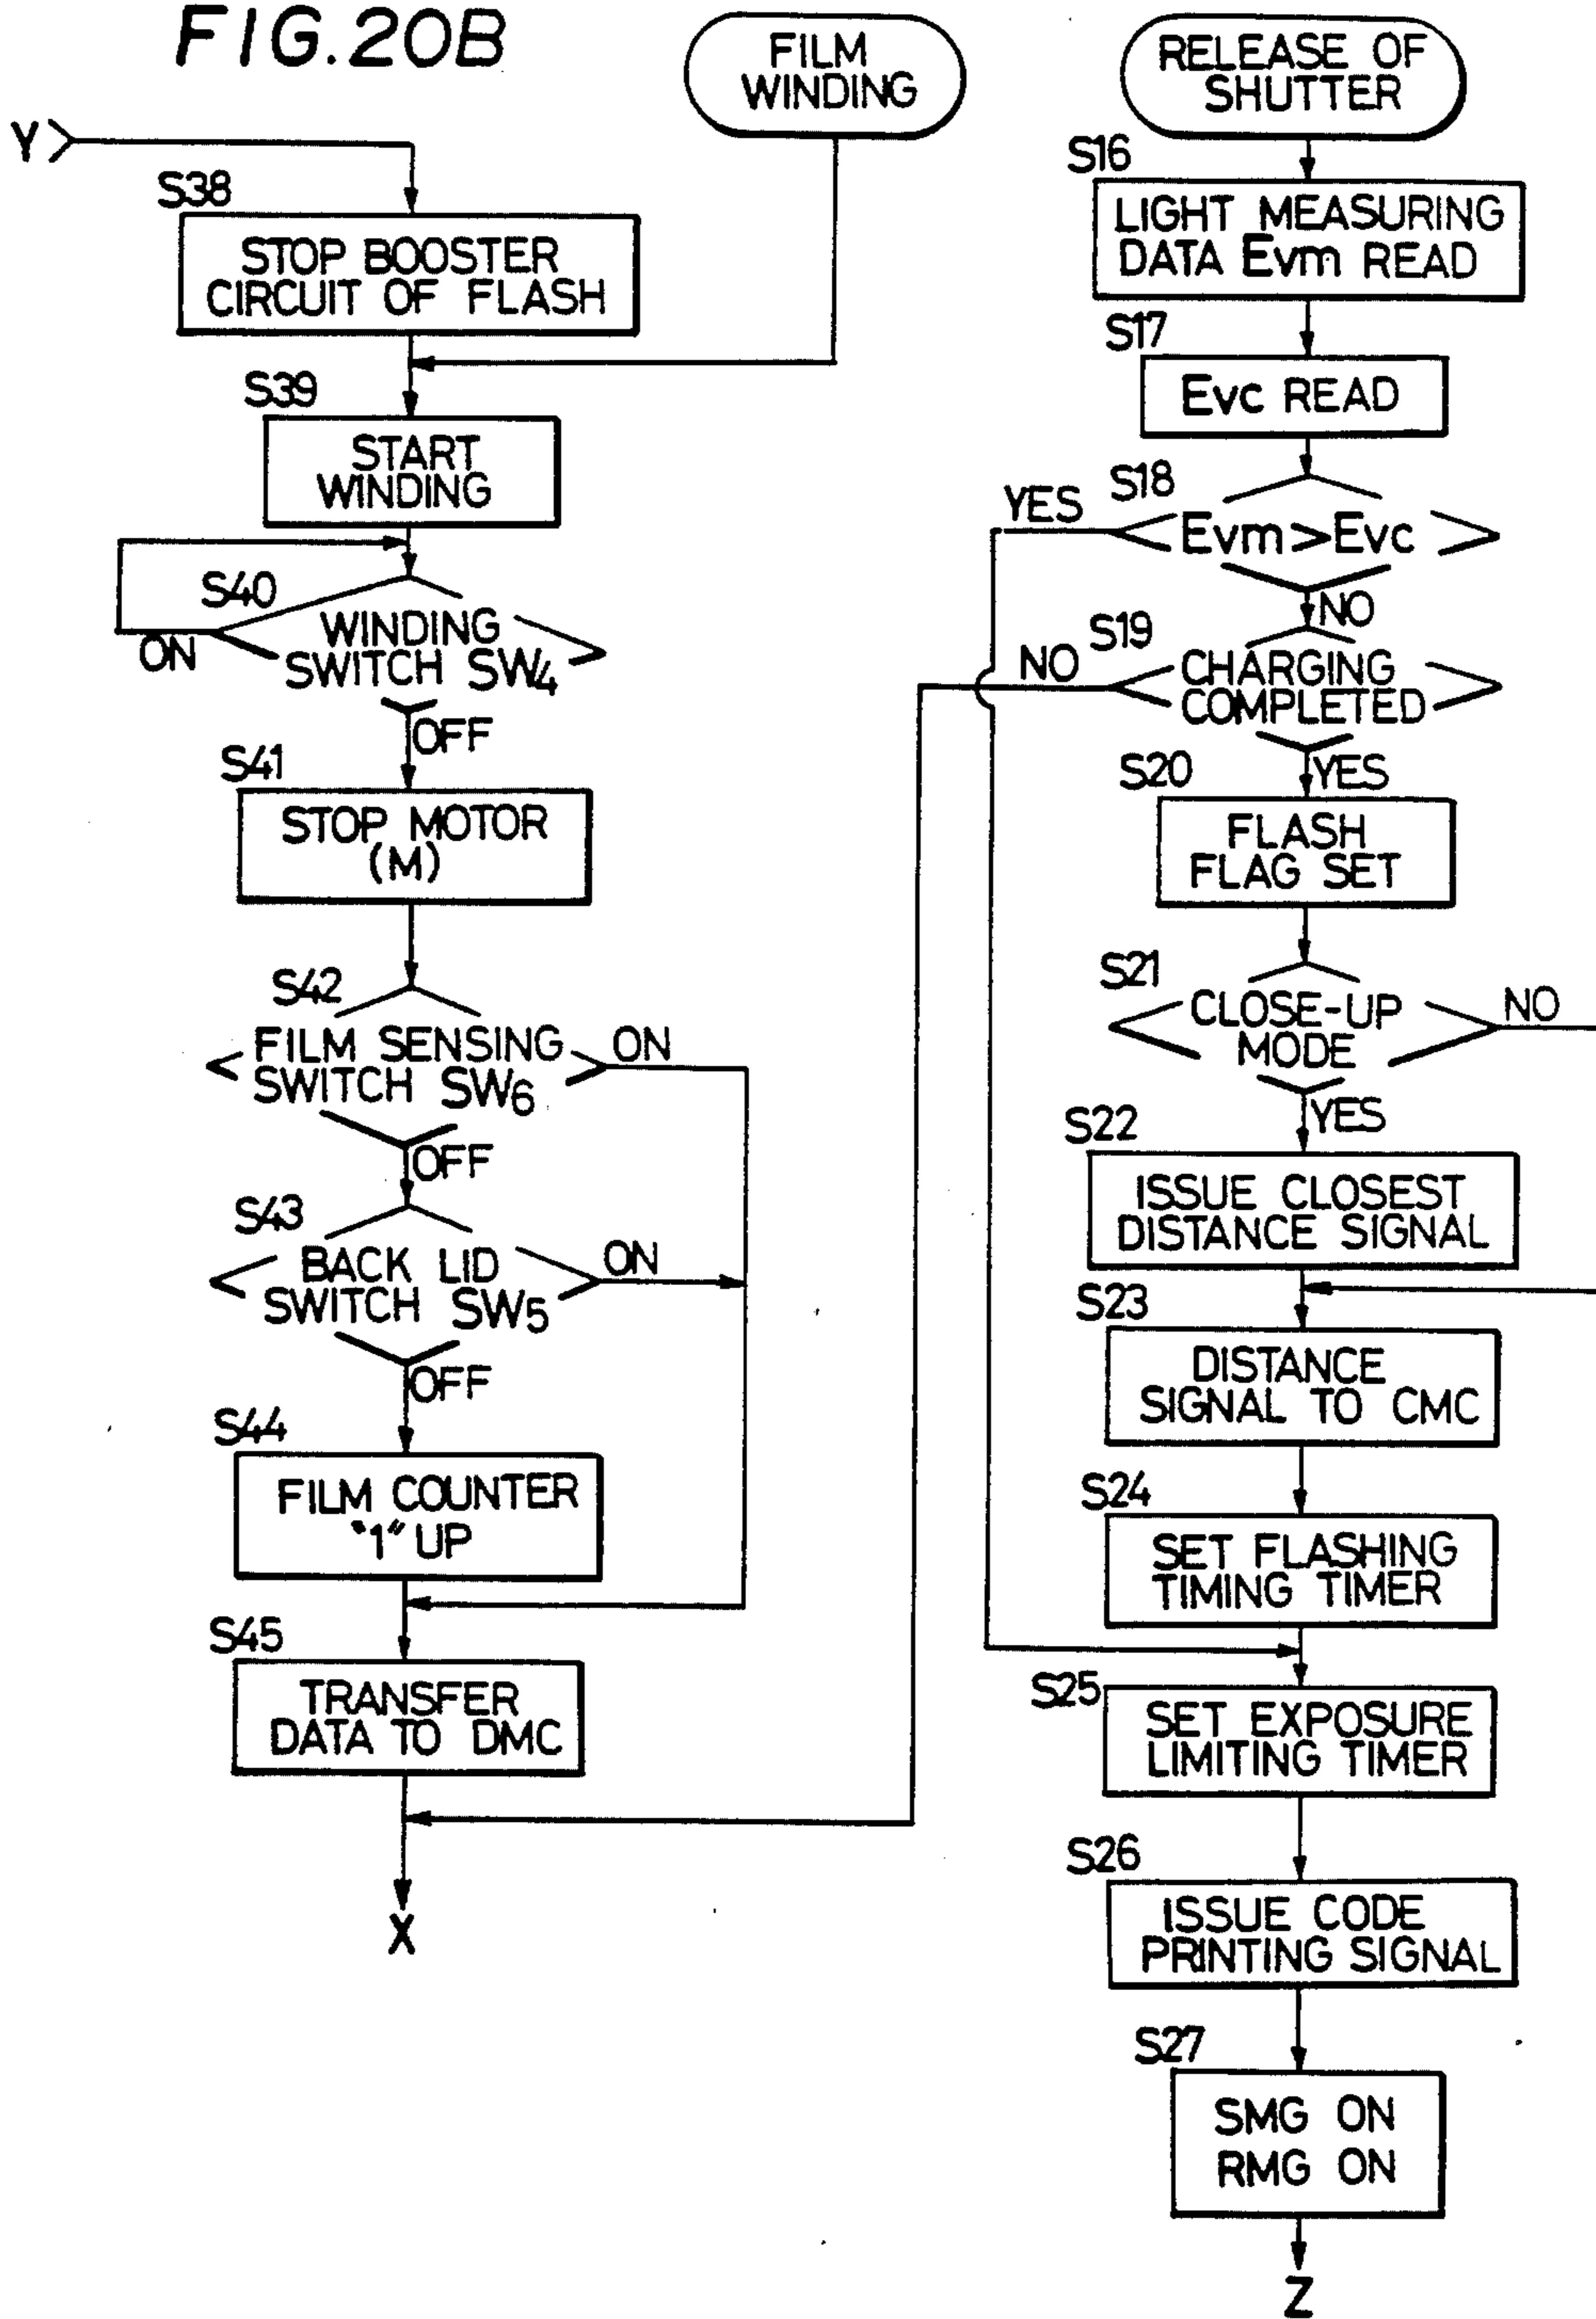 FIG.20B
FILM
WINDING
Y
S38
STOP BOOSTER
CIRCUIT OF FLASH
S39
START
WINDING
S40
WINDING
SWITCH SW4
ON
OFF
S41
STOP MOTOR
(M)
S42
FILM SENSING
SWITCH SW6
ON
OFF
S43
BACK LID
SWITCH SW5
ON
OFF
S44
FILM COUNTER
"1" UP
S45
TRANSFER
DATA TO DMC
X
RELEASE OF
SHUTTER
S16
LIGHT MEASURING
DATA Evm READ
S17
Evc READ
S18
YES
Evm>Evc
NO
S19
NO
CHARGING
COMPLETED
YES
S20
FLASH
FLAG SET
S21
CLOSE-UP
MODE
NO
YES
S22
ISSUE CLOSEST
DISTANCE SIGNAL
S23
DISTANCE
SIGNAL TO CMC
S24
SET FLASHING
TIMING TIMER
S25
SET EXPOSURE
LIMITING TIMER
S26
ISSUE CODE
PRINTING SIGNAL
S27
SMG ON
RMG ON
Z